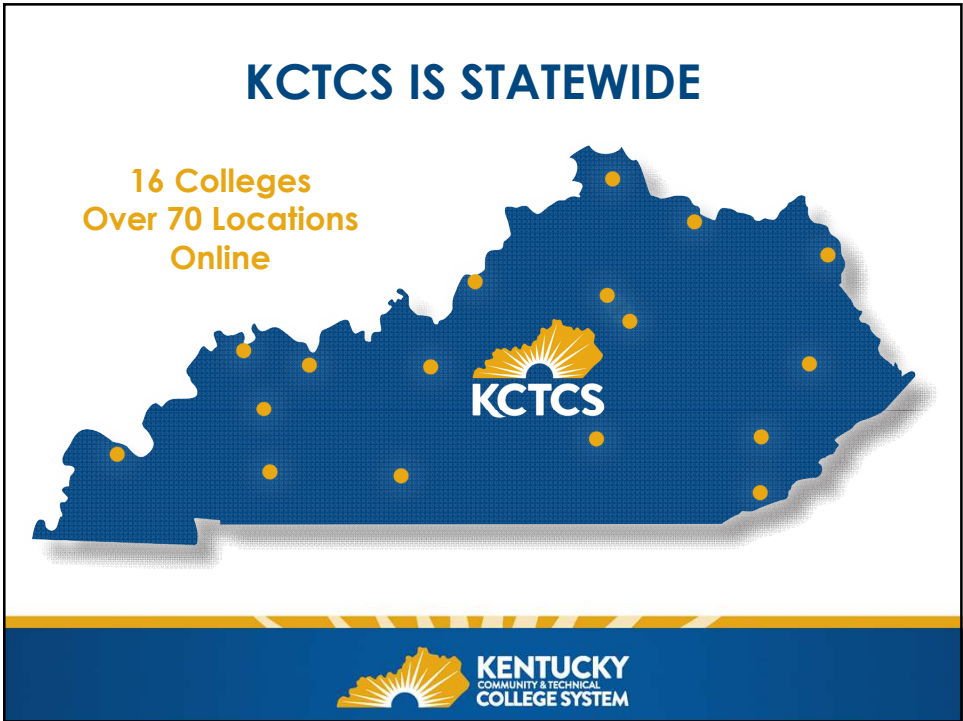 KCTCS IS STATEWIDE
16 Colleges
Over 70 Locations
Online
KCTCS
KENTUCKY
COMMUNITY & TECHNICAL
COLLEGE SYSTEM